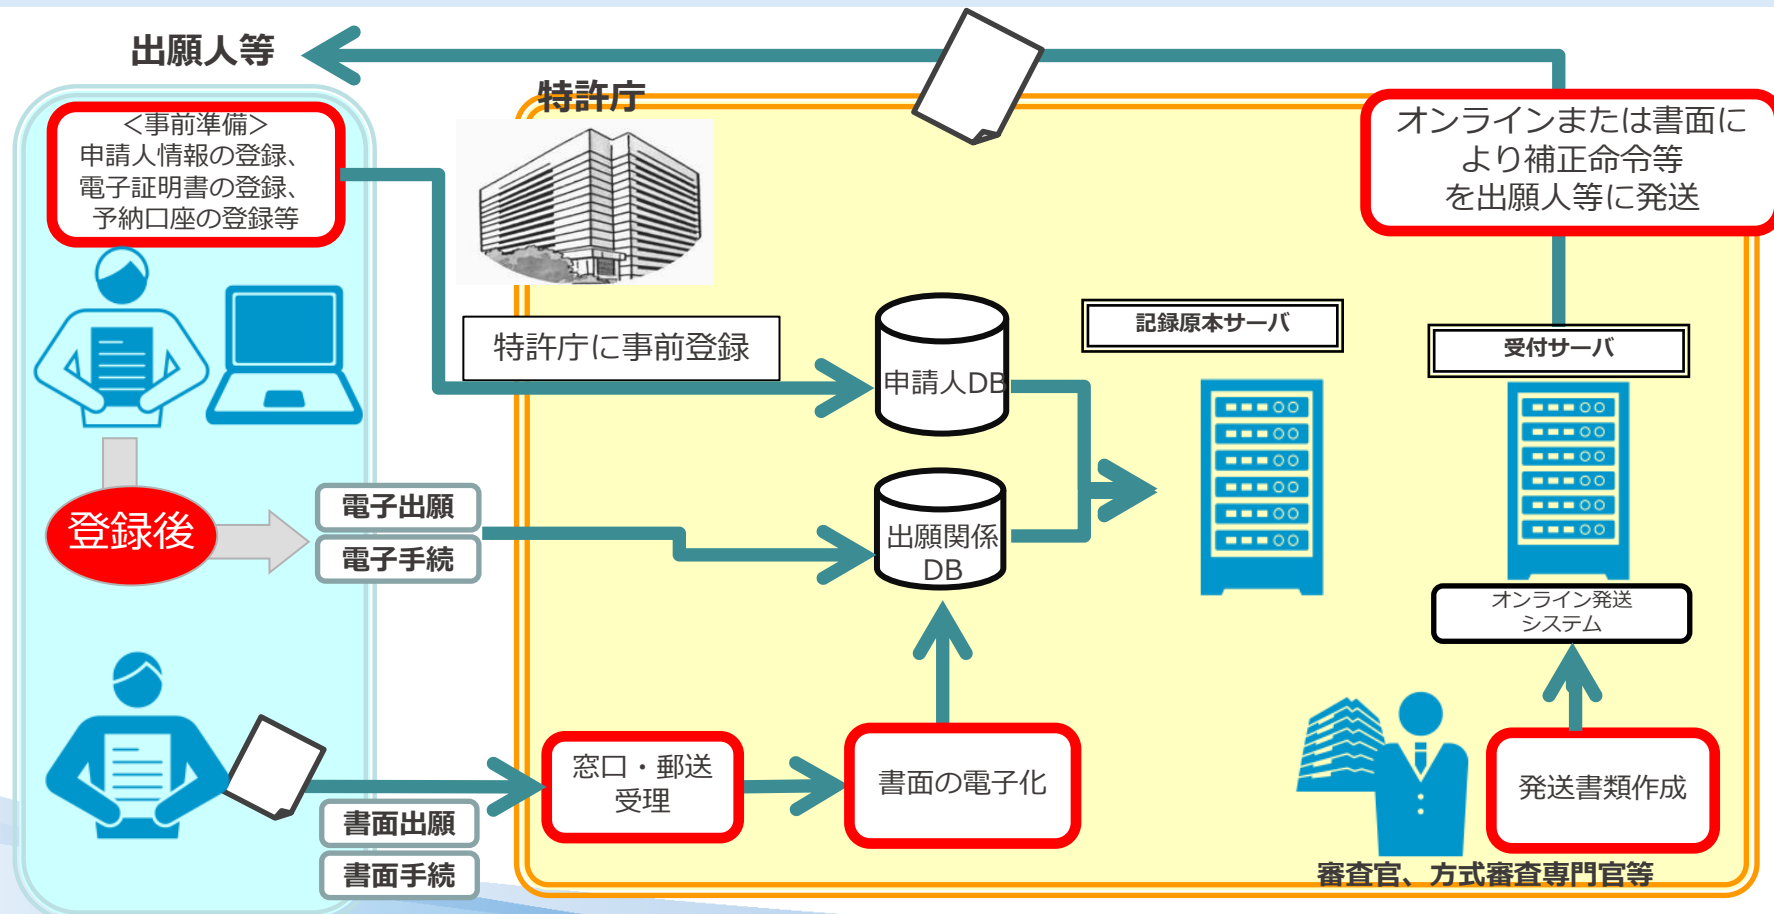 出願人等
特許庁
＜事前準備＞
申請人情報の登録、
電子証明書の登録、
予納口座の登録等
オンラインまたは書面に
より補正命令等
を出願人等に発送
特許庁に事前登録
申請人DB
記録原本サーバ
受付サーバ
登録後
電子出願
電子手続
出願関係
DB
オンライン発送
システム
窓口・郵送
受理
書面の電子化
発送書類作成
書面出願
書面手続
審査官、方式審査専門官等